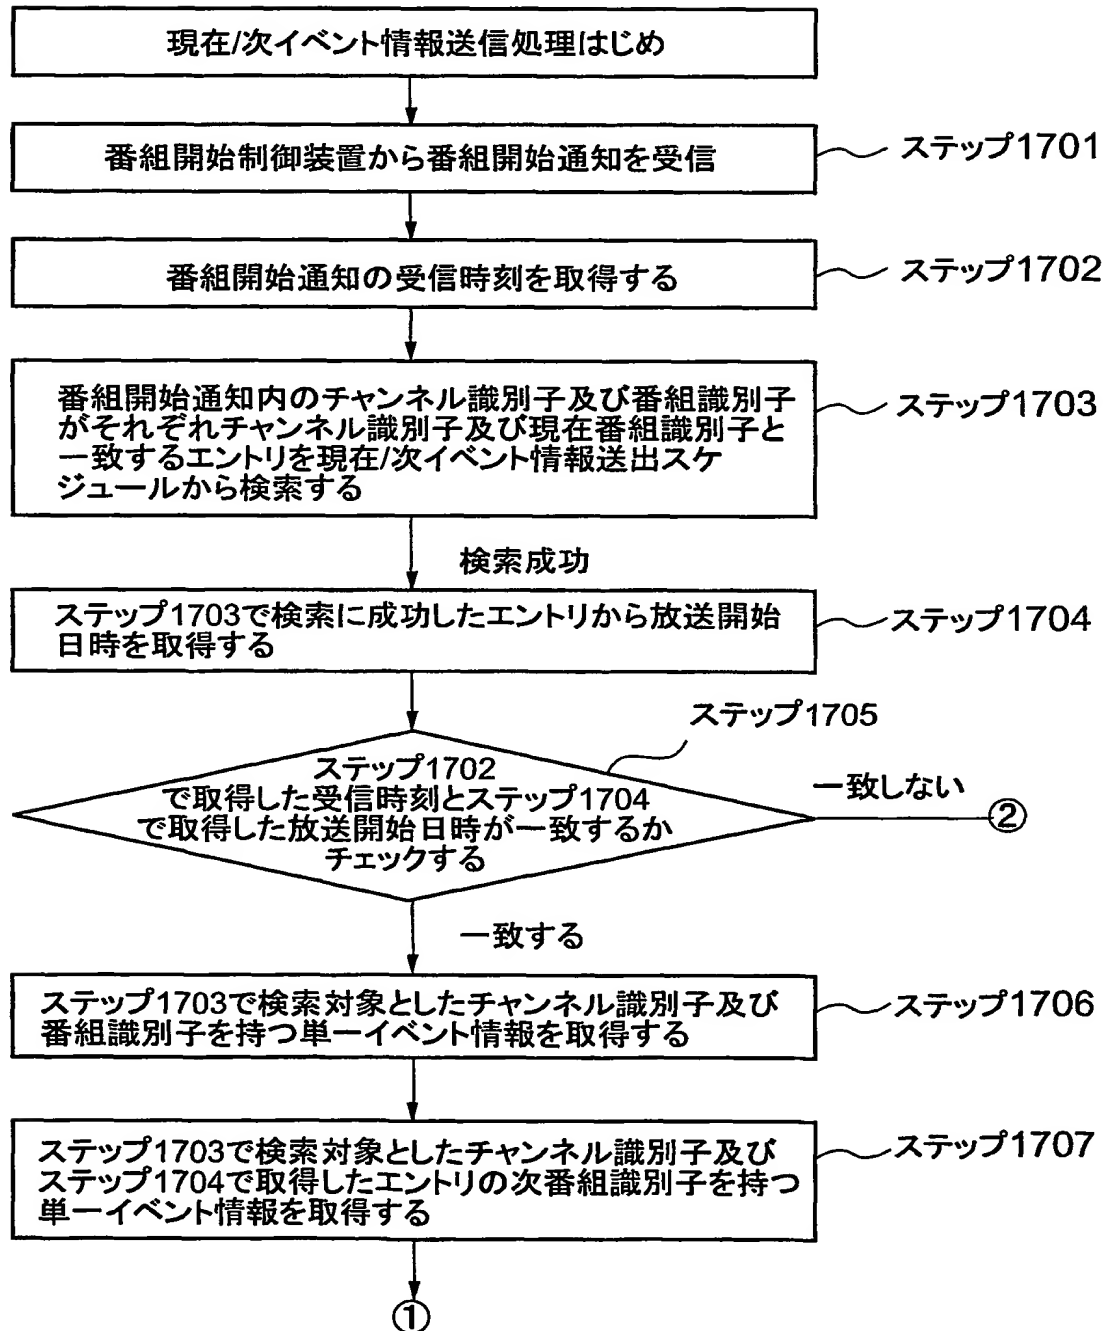 現在/次イベント情報送信処理はじめ
番組開始制御装置から番組開始通知を受信
ステップ1701
番組開始通知の受信時刻を取得する
ステップ1702
番組開始通知内のチャンネル識別子及び番組識別子
がそれぞれチャンネル識別子及び現在番組識別子と
一致するエントリを現在/次イベント情報送出スケ
ジュールから検索する
ステップ1703
検索成功
ステップ1703で検索に成功したエントリから放送開始
日時を取得する
ステップ1704
ステップ1705
ステップ1702
で取得した受信時刻とステップ1704
で取得した放送開始日時が一致するか
チェックする
一致しない
②
一致する
ステップ1703で検索対象としたチャンネル識別子及び
番組識別子を持つ単一イベント情報を取得する
ステップ1706
ステップ1703で検索対象としたチャンネル識別子及び
ステップ1704で取得したエントリの次番組識別子を持つ
単一イベント情報を取得する
ステップ1707
①